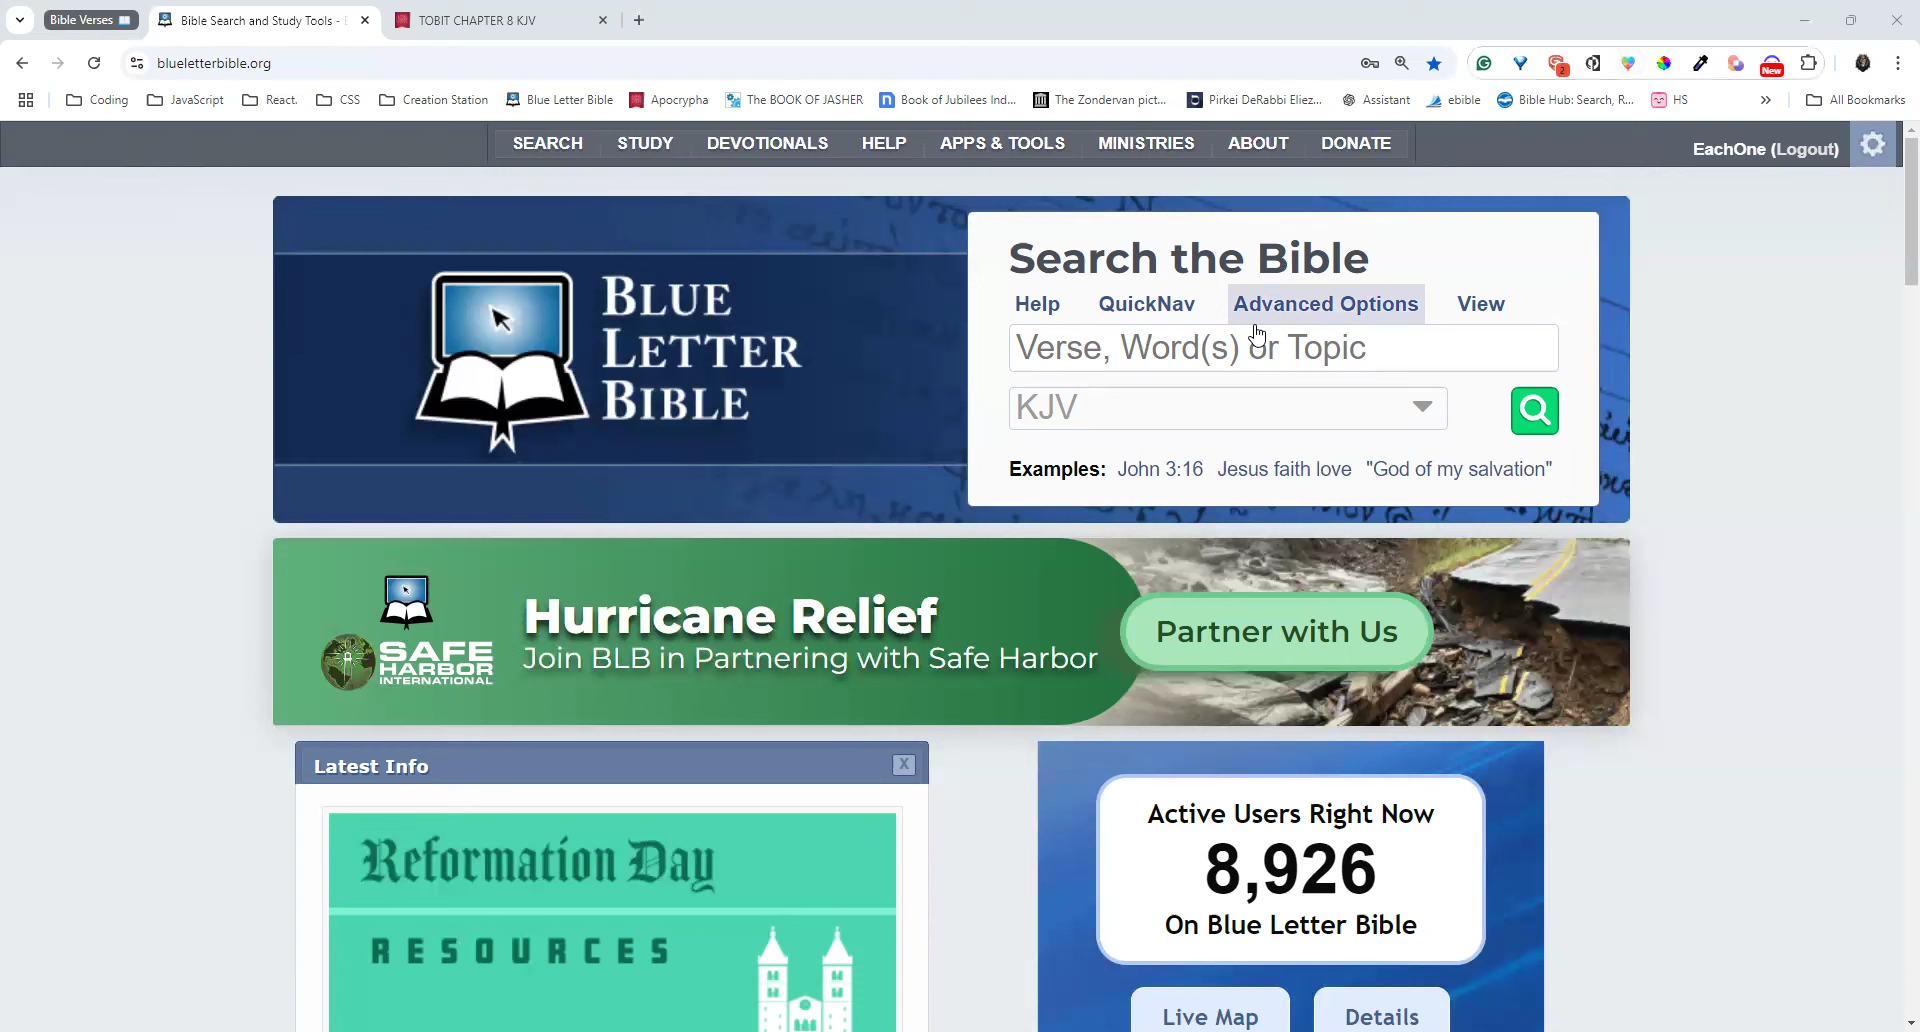 Bible Verses
Bible Search and Study Tools -
TOBIT CHAPTER 8 KJV
blueletterbible.org
2
New
Coding
JavaScript
React.
CSS
Creation Station
Blue Letter Bible
Apocrypha
The BOOK OF JASHER
Book of Jubilees Ind...
The Zondervan pict...
Pirkei DeRabbi Eliez...
Assistant
ebible
Bible Hub: Search, R...
HS
All Bookmarks
SEARCH
STUDY
DEVOTIONALS
HELP
APPS & TOOLS
MINISTRIES
ABOUT
DONATE
EachOne (Logout)
BLUE
LETTER
BIBLE
Search the Bible
Help
QuickNav
Advanced Options
View
Verse, Word(s) or Topic
KJV
Examples: John 3:16 Jesus faith love "God of my salvation"
SAFE
HARBOR
INTERNATIONAL
Hurricane Relief
Join BLB in Partnering with Safe Harbor
Partner with Us
Latest Info
X
Reformation Day
RESOURCES
Active Users Right Now
8,926
On Blue Letter Bible
Live Map
Details